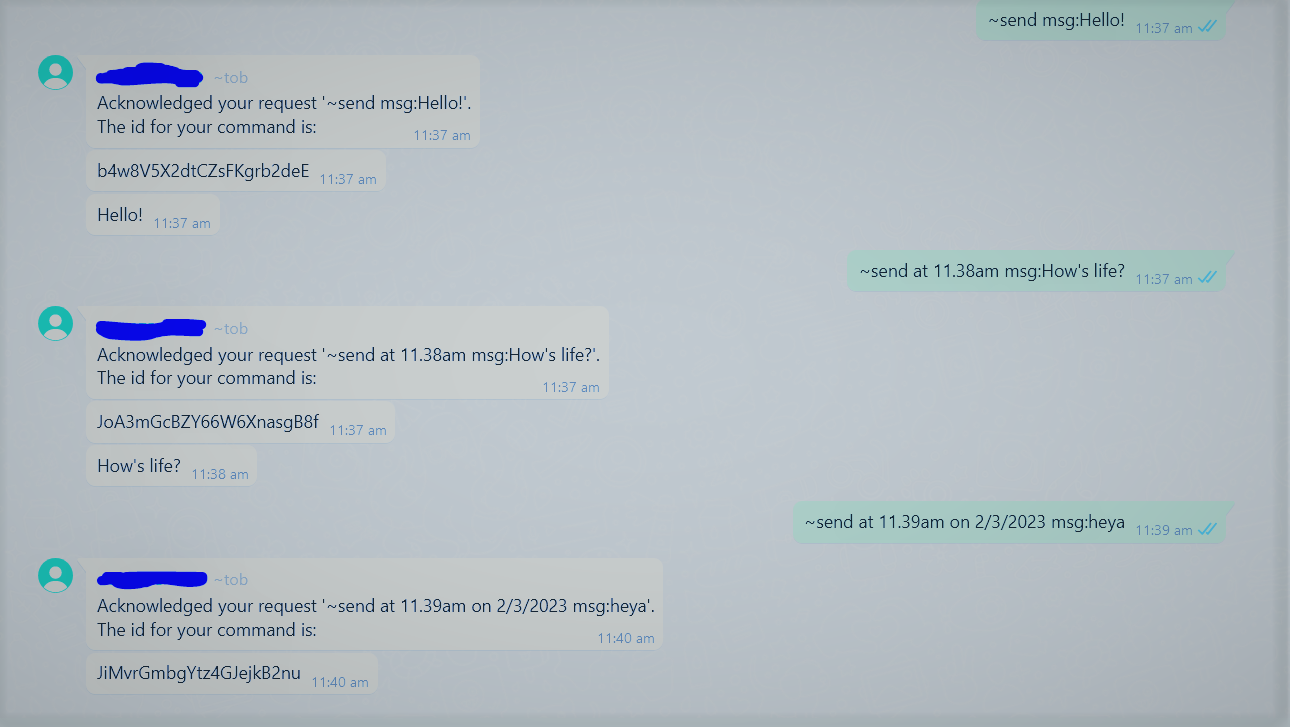 ~send msg:Hello!
11:37 am
~tob
Acknowledged your request '~send msg:Hello!'.
The id for your command is:
11:37 am
b4w8V5X2dtCZsFKgrb2deE
11:37 am
Hello!
11:37 am
~send at 11.38am msg:How's life?
11:37 am
~tob
Acknowledged your request '~send at 11.38am msg:How's life?'.
The id for your command is:
11:37 am
JoA3mGcBZY66W6XnasgB8f
11:37 am
How's life?
11:38 am
~send at 11.39am on 2/3/2023 msg:heya
11:39 am
~tob
Acknowledged your request '~send at 11.39am on 2/3/2023 msg:heya'.
The id for your command is:
11:40 am
JiMvrGmbgYtz4GJejkB2nu
11:40 am